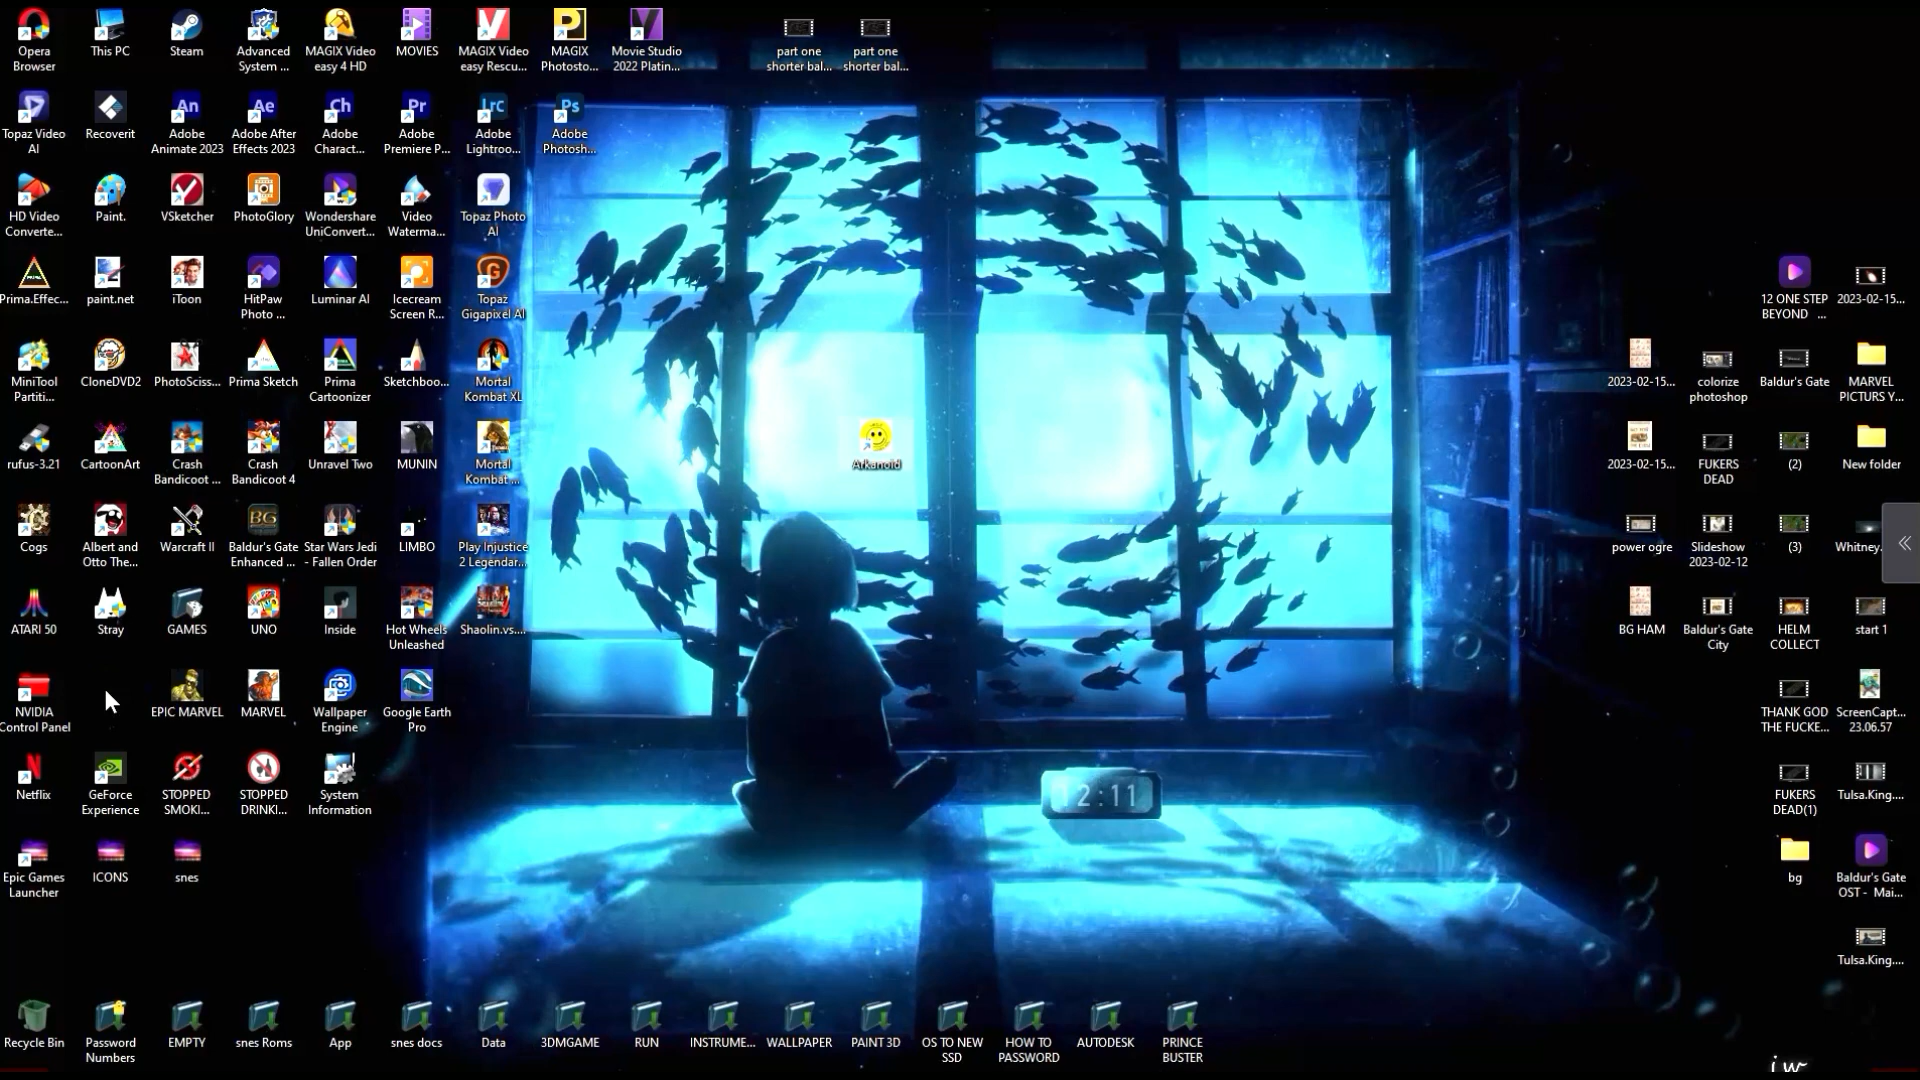 Opera
Browser
This PC
Steam
Advanced
System ...
MAGIX Video
easy 4 HD
MOVIES
MAGIX Video
easy Rescu...
MAGIX
Photosto...
Movie Studio
2022 Platin...
part one
shorter bal...
part one
shorter bal...
Topaz Video
AI
Recoverit
An
Adobe
Animate 2023
Ae
Adobe After
Effects 2023
Ch
Adobe
Charact...
Pr
Adobe
Premiere P...
Lrc
Adobe
Lightroo...
Ps
Adobe
Photosh...
HD Video
Converte...
Paint.
VSketcher
PhotoGlory
Wondershare
UniConvert...
Video
Waterma...
Topaz Photo
AI
Prima.Effec...
paint.net
iToon
HitPaw
Photo ...
Luminar AI
Icecream
Screen R...
Topaz
Gigapixel AI
12 ONE STEP
BEYOND ...
2023-02-15...
MiniTool
Partiti...
CloneDVD2
PhotoSciss...
Prima Sketch
Prima
Cartoonizer
Sketchboo...
Mortal
Kombat XL
2023-02-15...
colorize
photoshop
Baldur's Gate
MARVEL
PICTURS Y...
rufus-3.21
CartoonArt
Crash
Bandicoot ...
Crash
Bandicoot 4
Unravel Two
MUNIN
Mortal
Kombat ...
Arkanoid
2023-02-15...
FUKERS
DEAD
(2)
New folder
Cogs
Albert and
Otto The...
Warcraft II
BG
Baldur's Gate
Enhanced ...
Star Wars Jedi
- Fallen Order
LIMBO
Play Injustice
2 Legendar...
power ogre
Slideshow
2023-02-12
(3)
Whitney.
ATARI 50
Stray
GAMES
UNO
Inside
Hot Wheels
Unleashed
Shaolin.vs....
BG HAM
Baldur's Gate
City
HELM
COLLECT
start 1
NVIDIA
Control Panel
EPIC MARVEL
MARVEL
Wallpaper
Engine
Google Earth
Pro
THANK GOD
THE FUCKE...
ScreenCapt...
23.06.57
Netflix
GeForce
Experience
STOPPED
SMOKI...
STOPPED
DRINKI...
System
Information
12:11
FUKERS
DEAD(1)
Tulsa.King....
Epic Games
Launcher
ICONS
snes
bg
Baldur's Gate
OST - Mai...
Tulsa.King....
Recycle Bin
Password
Numbers
EMPTY
snes Roms
App
snes docs
Data
3DMGAME
RUN
INSTRUME...
WALLPAPER
PAINT 3D
OS TO NEW
SSD
HOW TO
PASSWORD
AUTODESK
PRINCE
BUSTER
iw